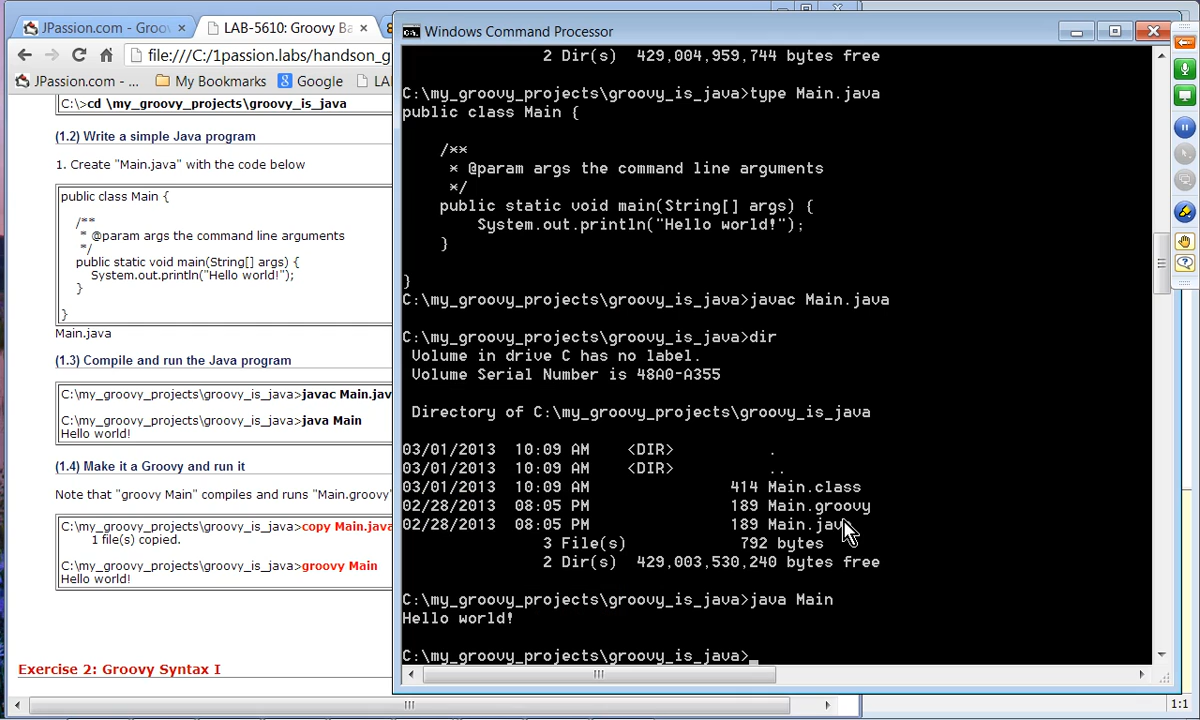 JPassion.com - Groo
LAB-5610: Groovy Ba
file:///C:/1passion.labs/handson_g
JPassion.com - ...
My Bookmarks
Google
C:\>cd \my_groovy_projects\groovy_is_java
(1.2) Write a simple Java program
1. Create "Main.java" with the code below
public class Main {
/**
* @param args the command line arguments
*/
public static void main(String[] args) {
System.out.println("Hello world!");
}
}
Main.java
(1.3) Compile and run the Java program
C:\my_groovy_projects\groovy_is_java>javac Main.jav
C:\my_groovy_projects\groovy_is_java>java Main
Hello world!
(1.4) Make it a Groovy and run it
Note that "groovy Main" compiles and runs "Main.groovy"
C:\my_groovy_projects\groovy_is_java>copy Main.java
1 file(s) copied.
C:\my_groovy_projects\groovy_is_java>groovy Main
Hello world!
Exercise 2: Groovy Syntax I
Windows Command Processor
2 Dir(s) 429,004,959,744 bytes free
C:\my_groovy_projects\groovy_is_java>type Main.java
public class Main {
/**
* @param args the command line arguments
*/
public static void main(String[] args) {
System.out.println("Hello world!");
}
}
C:\my_groovy_projects\groovy_is_java>javac Main.java
C:\my_groovy_projects\groovy_is_java>dir
Volume in drive C has no label.
Volume Serial Number is 48A0-A355
Directory of C:\my_groovy_projects\groovy_is_java
03/01/2013 10:09 AM <DIR> .
03/01/2013 10:09 AM <DIR> ..
03/01/2013 10:09 AM 414 Main.class
02/28/2013 08:05 PM 189 Main.groovy
02/28/2013 08:05 PM 189 Main.jav
3 File(s) 792 bytes
2 Dir(s) 429,003,530,240 bytes free
C:\my_groovy_projects\groovy_is_java>java Main
Hello world!
C:\my_groovy_projects\groovy_is_java>_
1:1